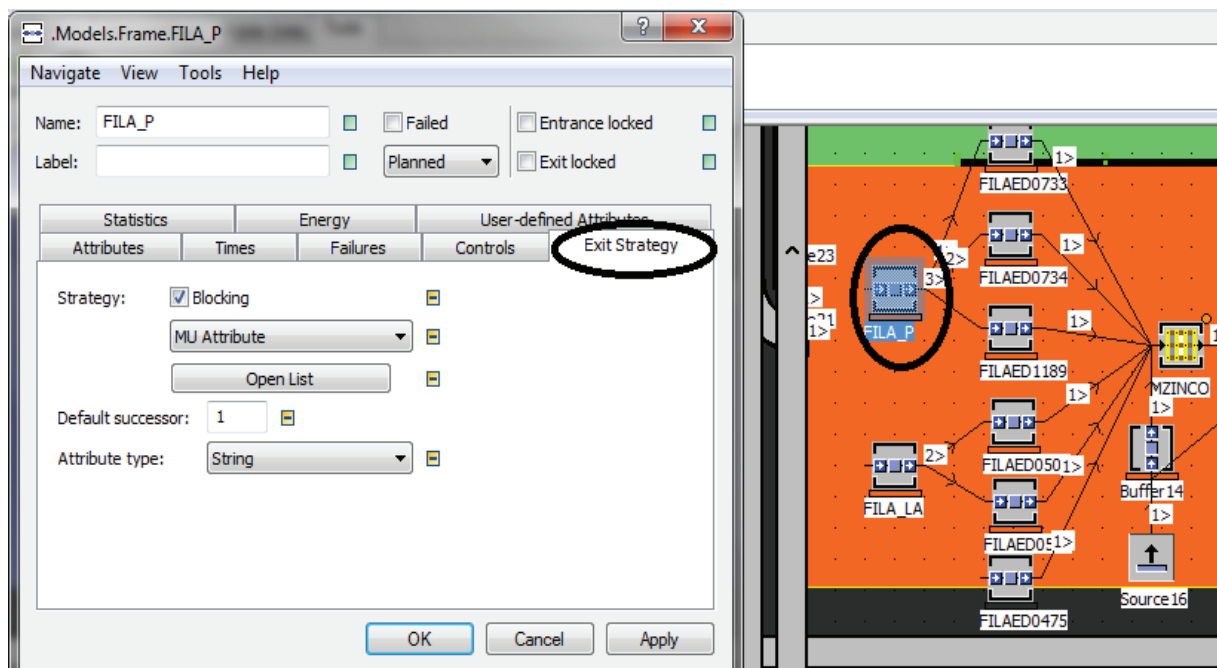 .Models.Frame.FILA_P
Navigate View Tools Help
Name: FILA_P
Failed
Entrance locked
Label:
Planned
Exit locked
Statistics Energy User-defined Attributes
Attributes Times Failures Controls Exit Strategy
Strategy: Blocking
MU Attribute
Open List
Default successor: 1
Attribute type: String
OK Cancel Apply
1>
FILAED0733
e23
2>
1>
FILAED0734
3>
>
1>
FILA_P
1>
FILAED1189
1
MZINCO
1>
1>
2>
FILAED050
1>
FILA_LA
Buffer14
1>
FILAED05
1>
Source16
FILAED0475